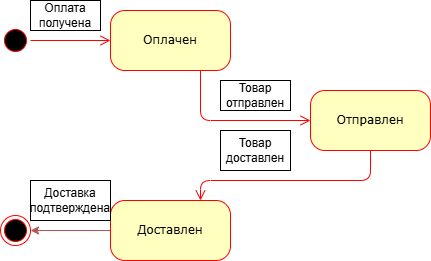 Оплата
получена
Оплачен
Товар
отправлен
Отправлен
Товар
доставлен
Доставка
подтверждена
Доставлен